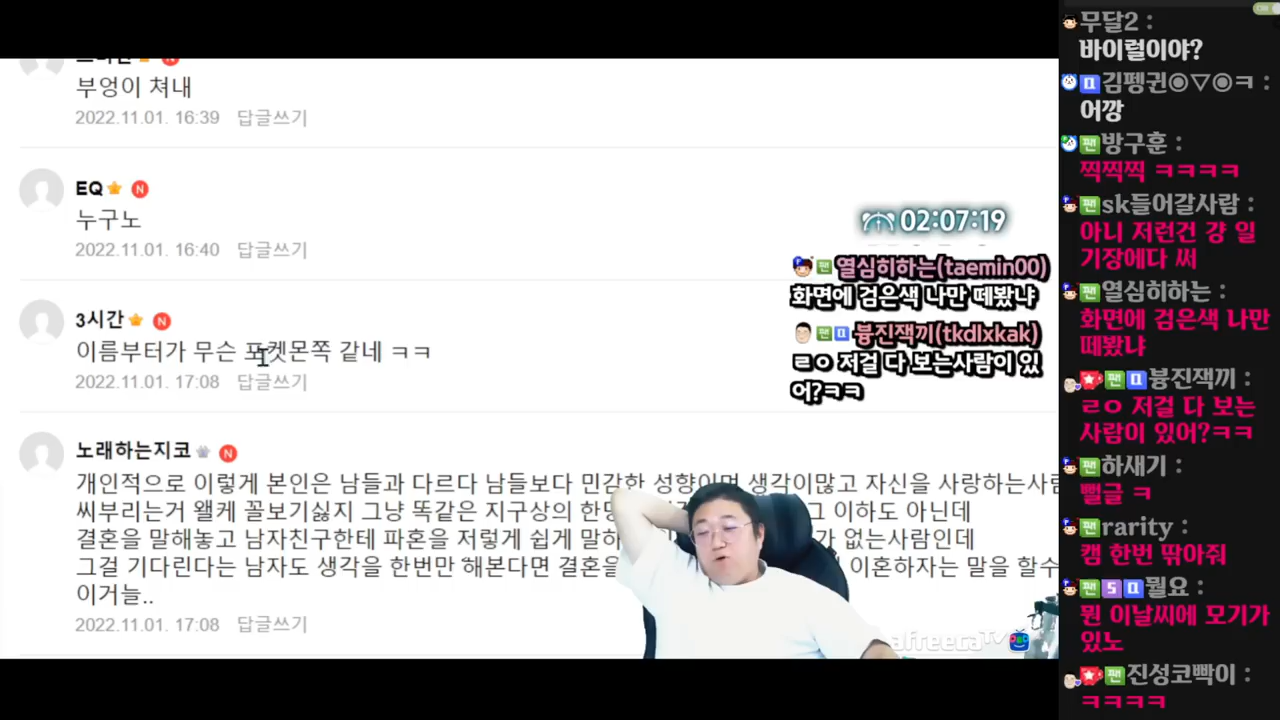 부엉이 쳐내
2022.11.01. 16:39 답글쓰기
EQ N
누구노
2022.11.01. 16:40 답글쓰기
3시간 N
이름부터가 무슨 포켓몬쪽 같네 ㅋㅋ
2022.11.01. 17:08 답글쓰기
노래하는지코 N
개인적으로 이렇게 본인은 남들과 다르다 남들보다 민감한 성향이며 생각이많고 자신을 사랑하는사람
씨부리는거 왤케 꼴보기싫지 그냥 똑같은 지구상의 한명 그 이하도 아닌데
결혼을 말해놓고 남자친구한테 파혼을 저렇게 쉽게 말하 가 없는사람인데
그걸 기다린다는 남자도 생각을 한번만 해본다면 결혼을 이혼하자는 말을 할수
이거늘..
2022.11.01. 17:08 답글쓰기
02:07:19
팬 열심히하는(taemin00)
화면에 검은색 나만 떼봤냐
팬 붕진잭끼(tkdlxkak)
ㄹㅇ 저걸 다 보는사람이 있
어?ㅋㅋ
afreecaTV
무달2 :
바이럴이야?
김펭귄◉▽◉ㅋ :
어깡
팬 방구훈 :
찍찍찍 ㅋㅋㅋㅋ
팬 sk들어갈사람 :
아니 저런건 걍 일
기장에다 써
팬 열심히하는 :
화면에 검은색 나만
떼봤냐
팬 붕진잭끼 :
ㄹㅇ 저걸 다 보는
사람이 있어?ㅋㅋ
팬 하새기 :
뻘글 ㅋ
팬 rarity :
캠 한번 딲아줘
팬 S 뭘요 :
뭔 이날씨에 모기가
있노
팬 진성코빡이 :
ㅋㅋㅋㅋ